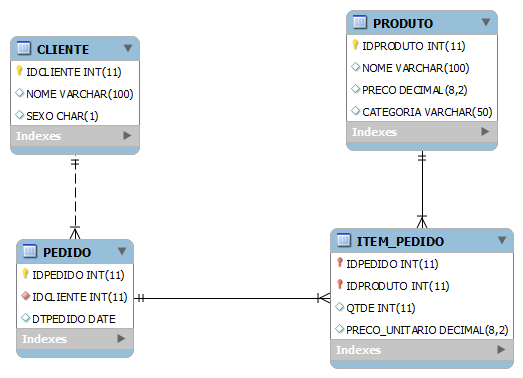 CLIENTE
IDCLIENTE INT(11)
NOME VARCHAR(100)
SEXO CHAR(1)
Indexes
PRODUTO
IDPRODUTO INT(11)
NOME VARCHAR(100)
PRECO DECIMAL(8,2)
CATEGORIA VARCHAR(50)
Indexes
PEDIDO
IDPEDIDO INT(11)
IDCLIENTE INT(11)
DTPEDIDO DATE
Indexes
ITEM_PEDIDO
IDPEDIDO INT(11)
IDPRODUTO INT(11)
QTDE INT(11)
PRECO_UNITARIO DECIMAL(8,2)
Indexes